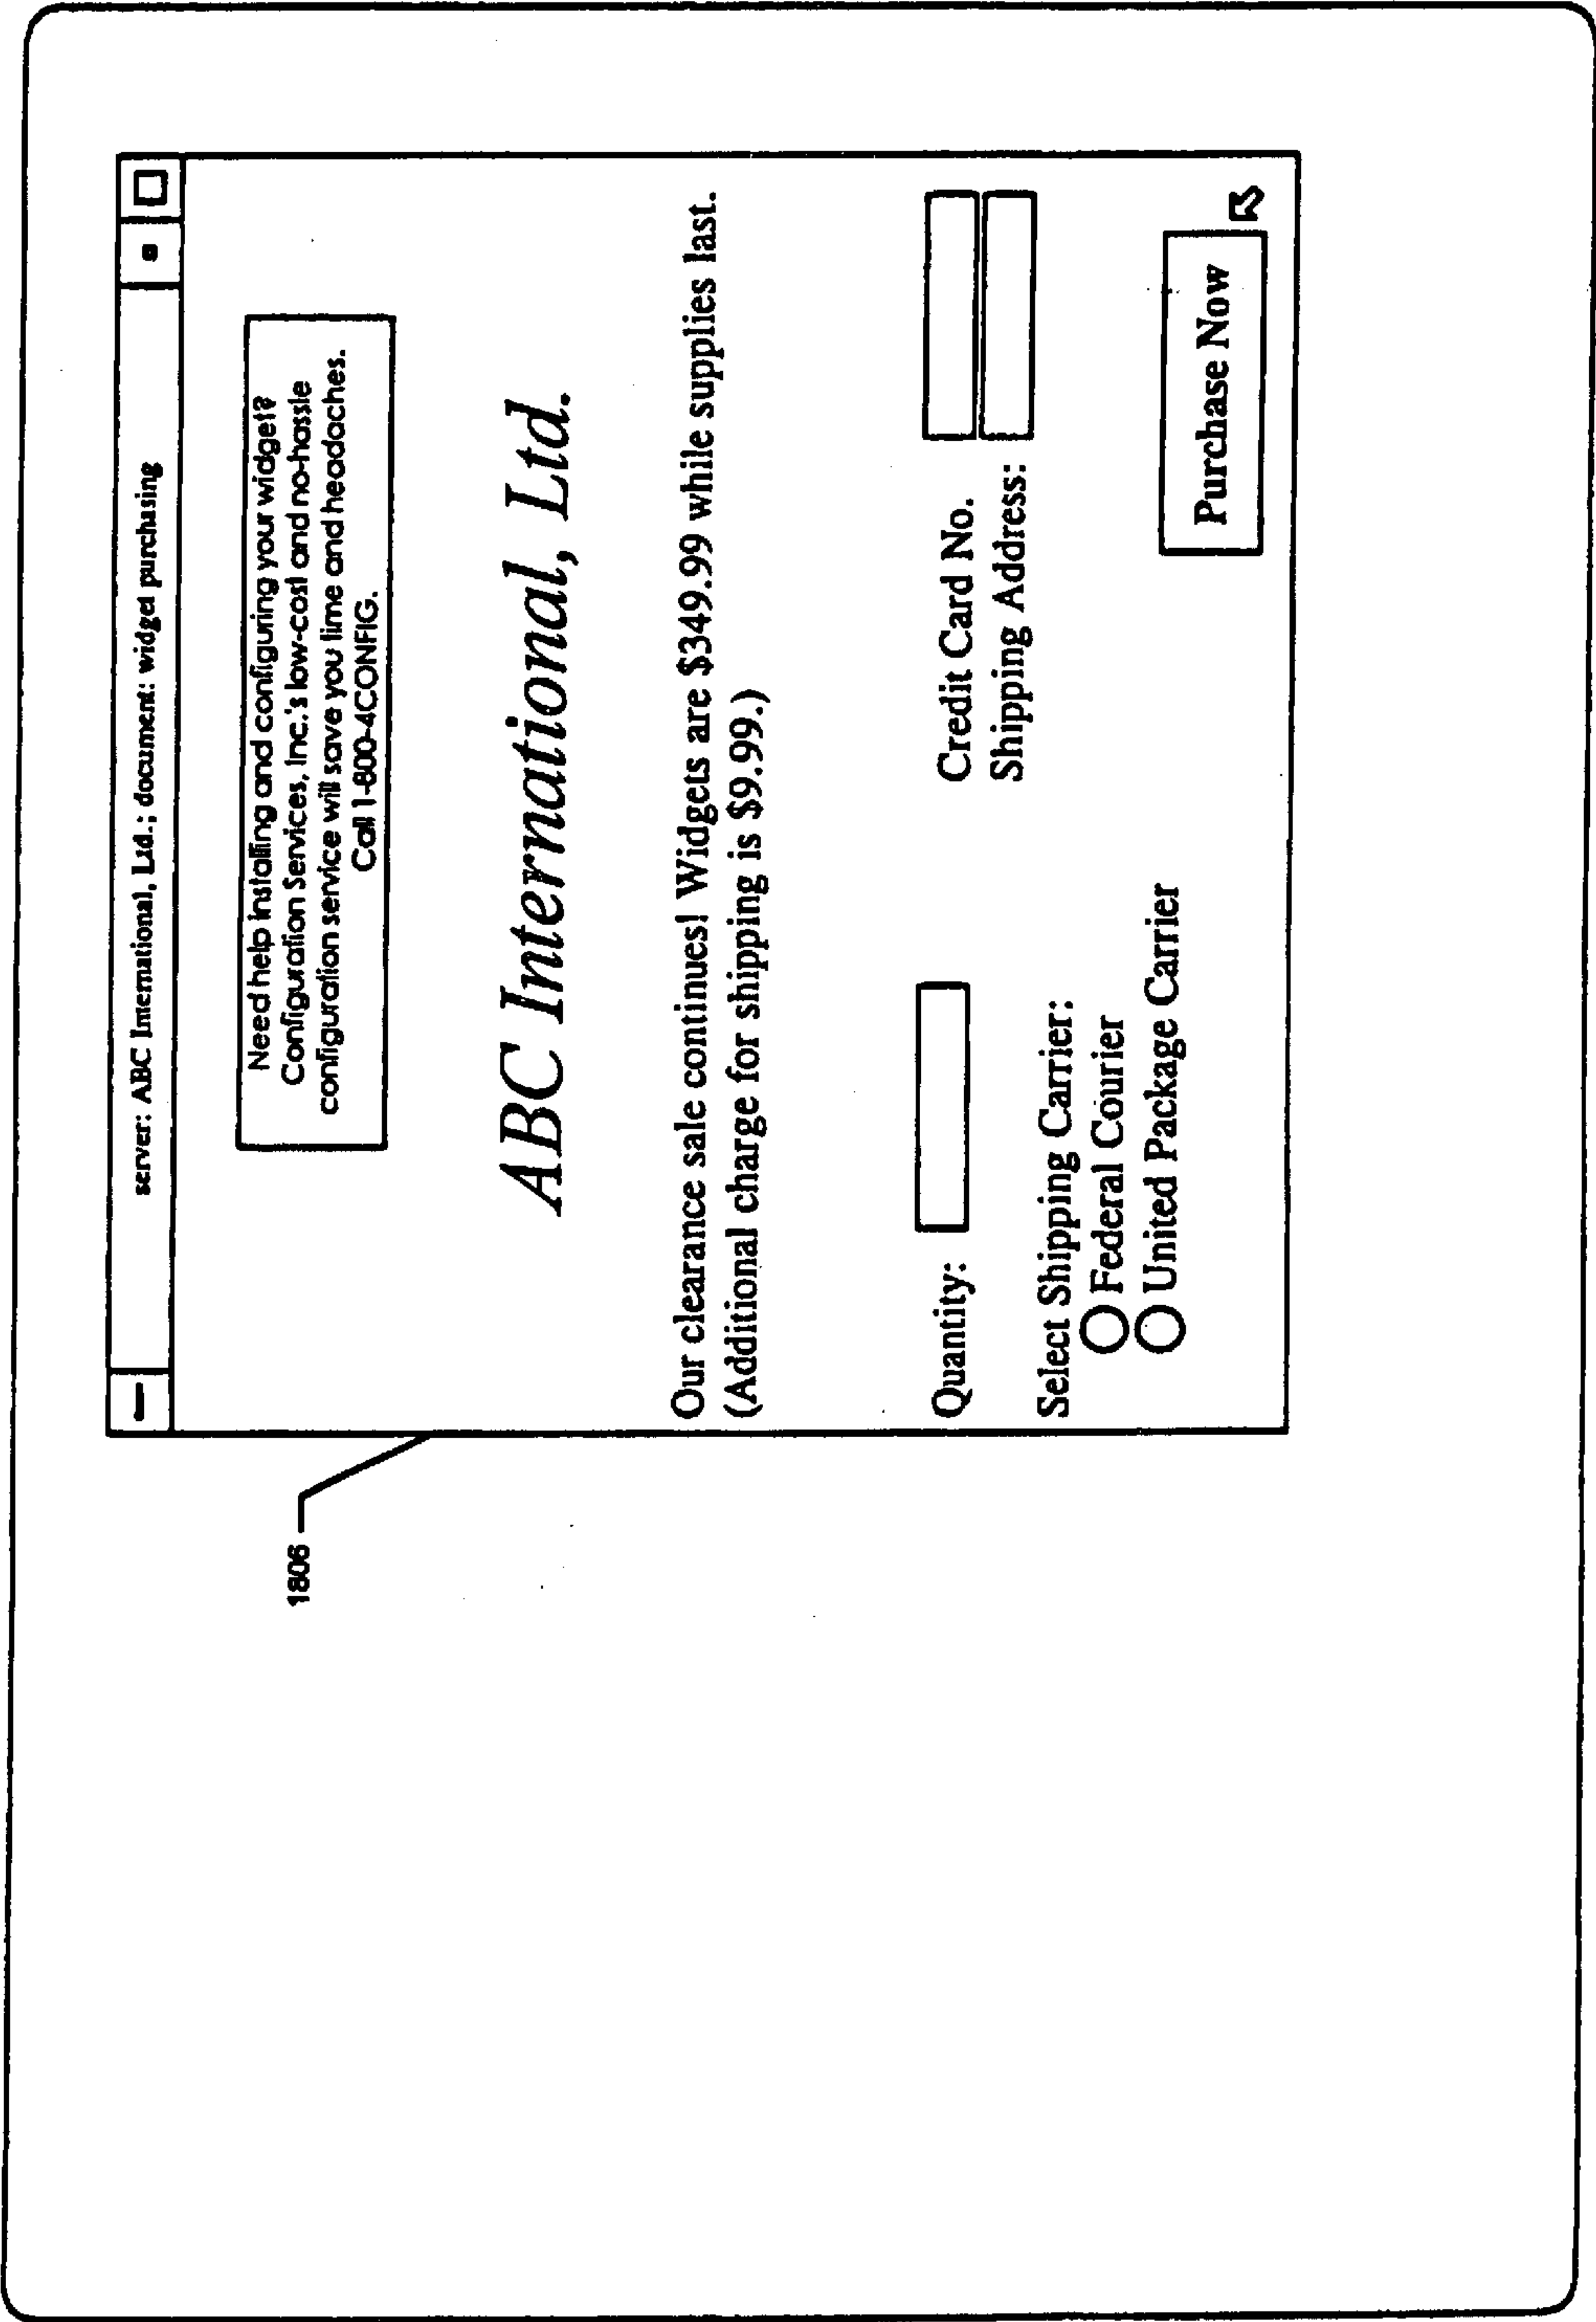 server: ABC International, Ltd.; document: widget purchasing
Need help installing and configuring your widget?
Configuration Services, Inc.'s low-cost and no-hassle
configuration service will save you time and headaches.
Call 1-800-4CONFIG.
ABC International, Ltd.
Our clearance sale continues! Widgets are $349.99 while supplies last.
(Additional charge for shipping is $9.99.)
Quantity:
Credit Card No.
Shipping Address:
Select Shipping Carrier:
Federal Courier
United Package Carrier
Purchase Now
1806